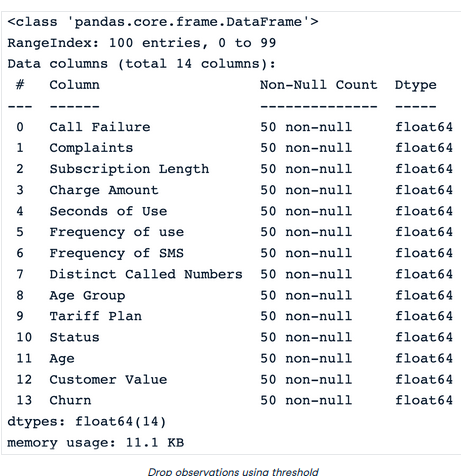 <class 'pandas.core.frame.DataFrame'>
RangeIndex: 100 entries, 0 to 99
Data columns (total 14 columns):
 #   Column                  Non-Null Count  Dtype
---  ------                  --------------  -----
 0   Call Failure            50 non-null     float64
 1   Complaints              50 non-null     float64
 2   Subscription Length     50 non-null     float64
 3   Charge Amount           50 non-null     float64
 4   Seconds of Use          50 non-null     float64
 5   Frequency of use        50 non-null     float64
 6   Frequency of SMS        50 non-null     float64
 7   Distinct Called Numbers 50 non-null     float64
 8   Age Group               50 non-null     float64
 9   Tariff Plan             50 non-null     float64
 10  Status                  50 non-null     float64
 11  Age                     50 non-null     float64
 12  Customer Value          50 non-null     float64
 13  Churn                   50 non-null     float64
dtypes: float64(14)
memory usage: 11.1 KB
Drop observations using threshold